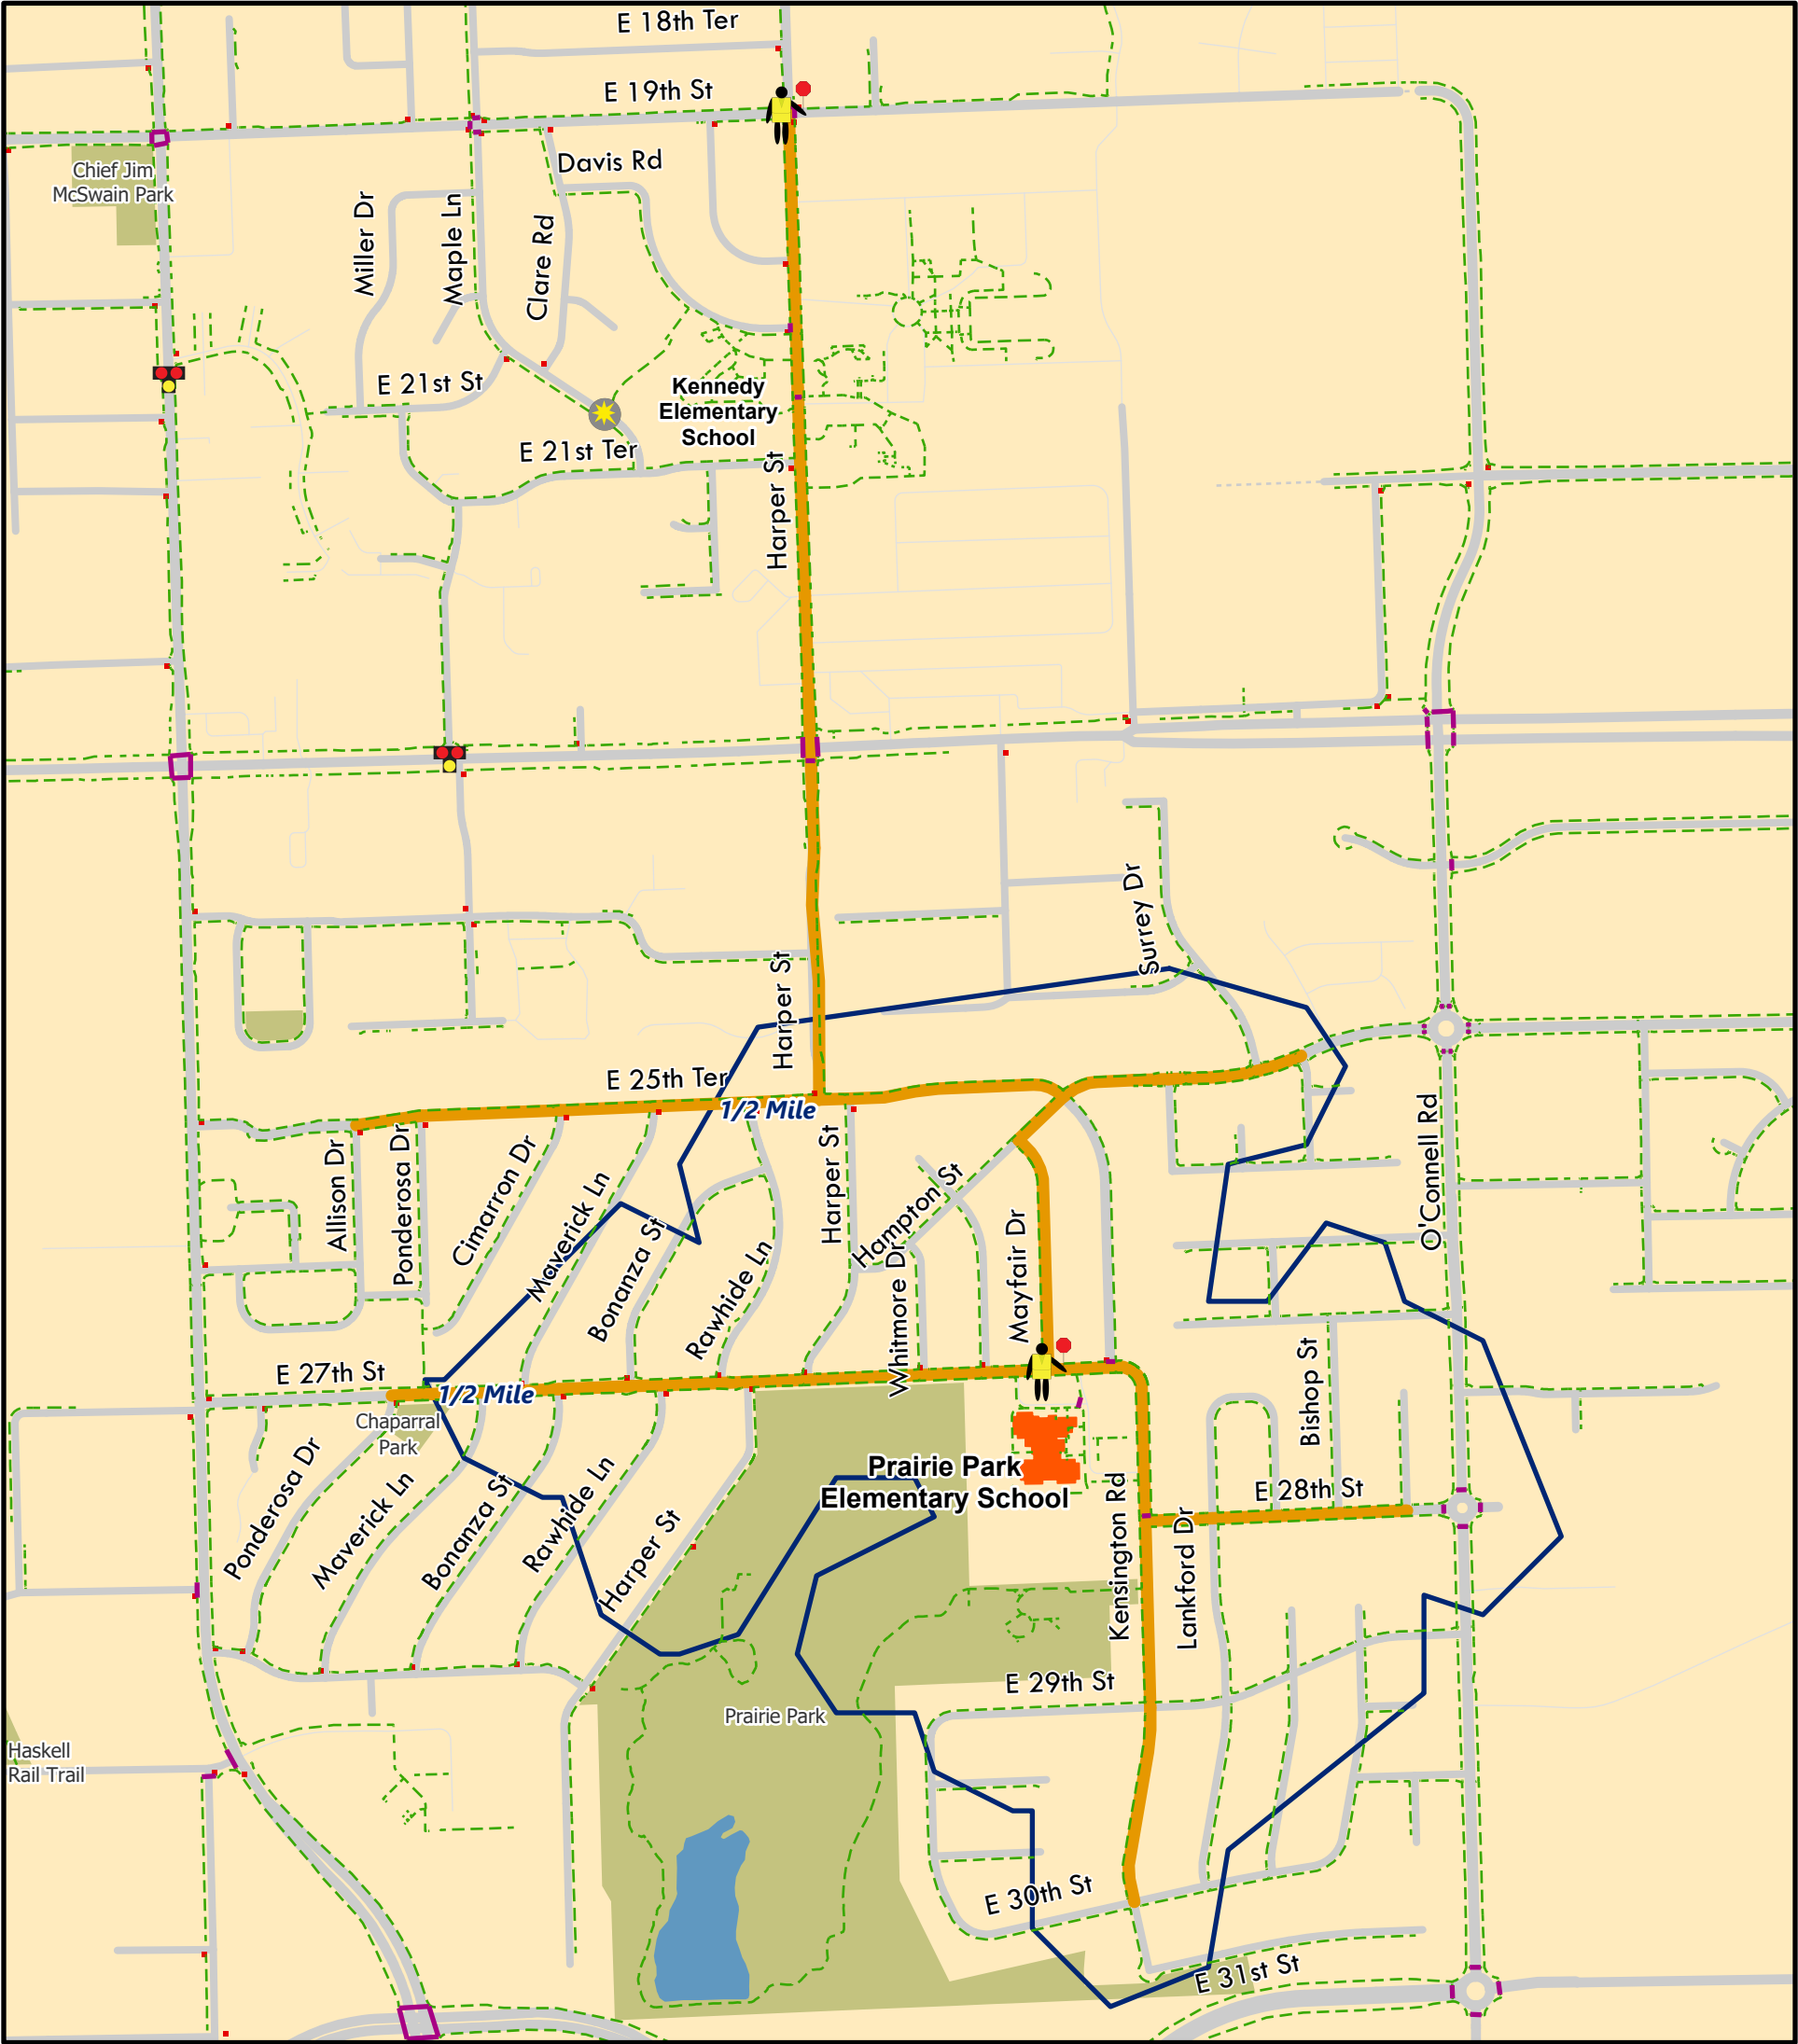 E 18th Ter
E 19th St
Davis Rd
Chief Jim
McSwain Park
Miller Dr
Maple Ln
Clare Rd
E 21st St
Kennedy
Elementary
School
E 21st Ter
Harper St
Surrey Dr
Harper St
E 25th Ter
1/2 Mile
O'Connell Rd
Allison Dr
Ponderosa Dr
Cimarron Dr
Maverick Ln
Bonanza St
Rawhide Ln
Harper St
Hampton St
Whitmore Dr
Mayfair Dr
E 27th St
1/2 Mile
Chaparral
Park
Bishop St
Prairie Park
Elementary School
E 28th St
Ponderosa Dr
Maverick Ln
Bonanza St
Rawhide Ln
Harper St
Kensington Rd
Lankford Dr
E 29th St
Prairie Park
Haskell
Rail Trail
E 30th St
E 31st St